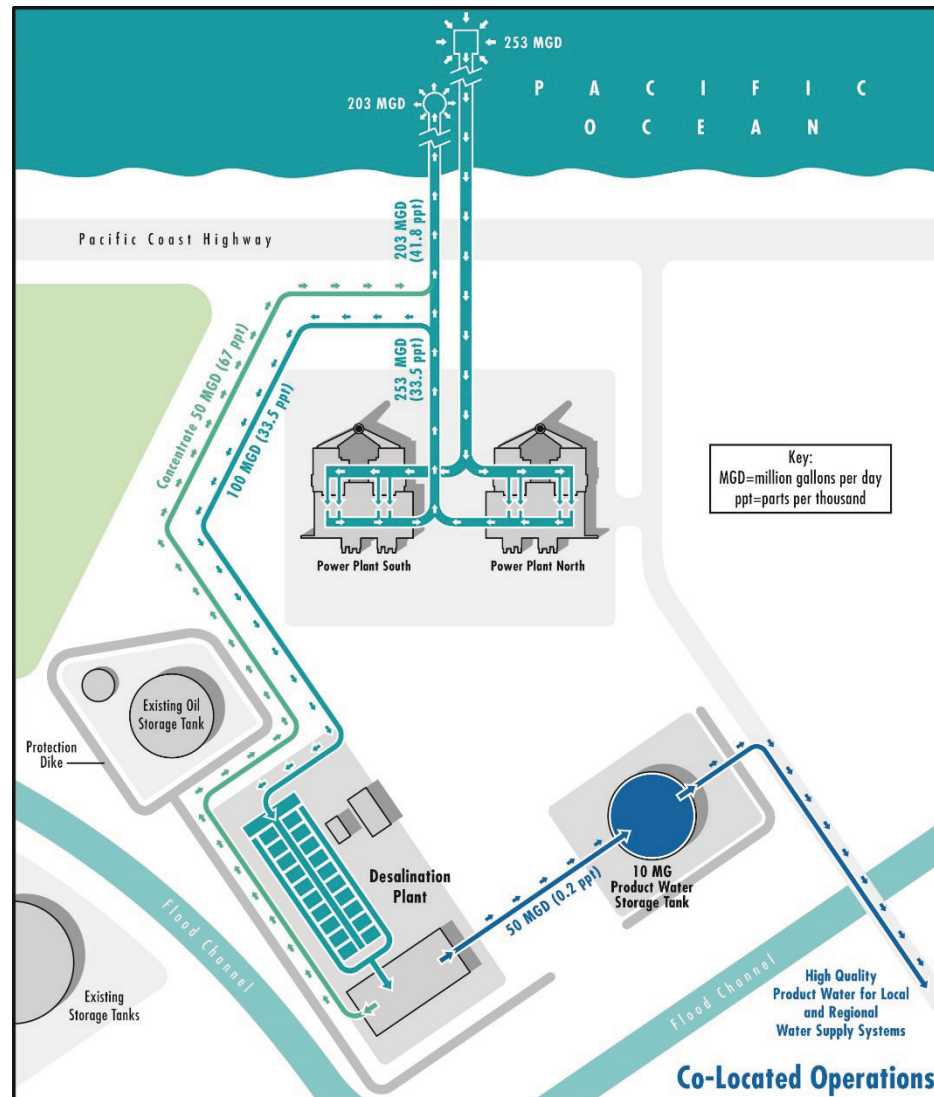 253 MGD
203 MGD
P A C I F I C
O C E A N
Pacific Coast Highway
203 MGD
(41.8 ppt)
Concentrate 50 MGD (67 ppt)
100 MGD (33.5 ppt)
253 MGD
(33.5 ppt)
Key:
MGD=million gallons per day
ppt=parts per thousand
Power Plant South
Power Plant North
Existing Oil
Storage Tank
Protection
Dike
Desalination
Plant
10 MG
Product Water
Storage Tank
50 MGD (0.2 ppt)
Flood Channel
Existing
Storage Tanks
Flood Channel
High Quality
Product Water for Local
and Regional
Water Supply Systems
Co-Located Operations